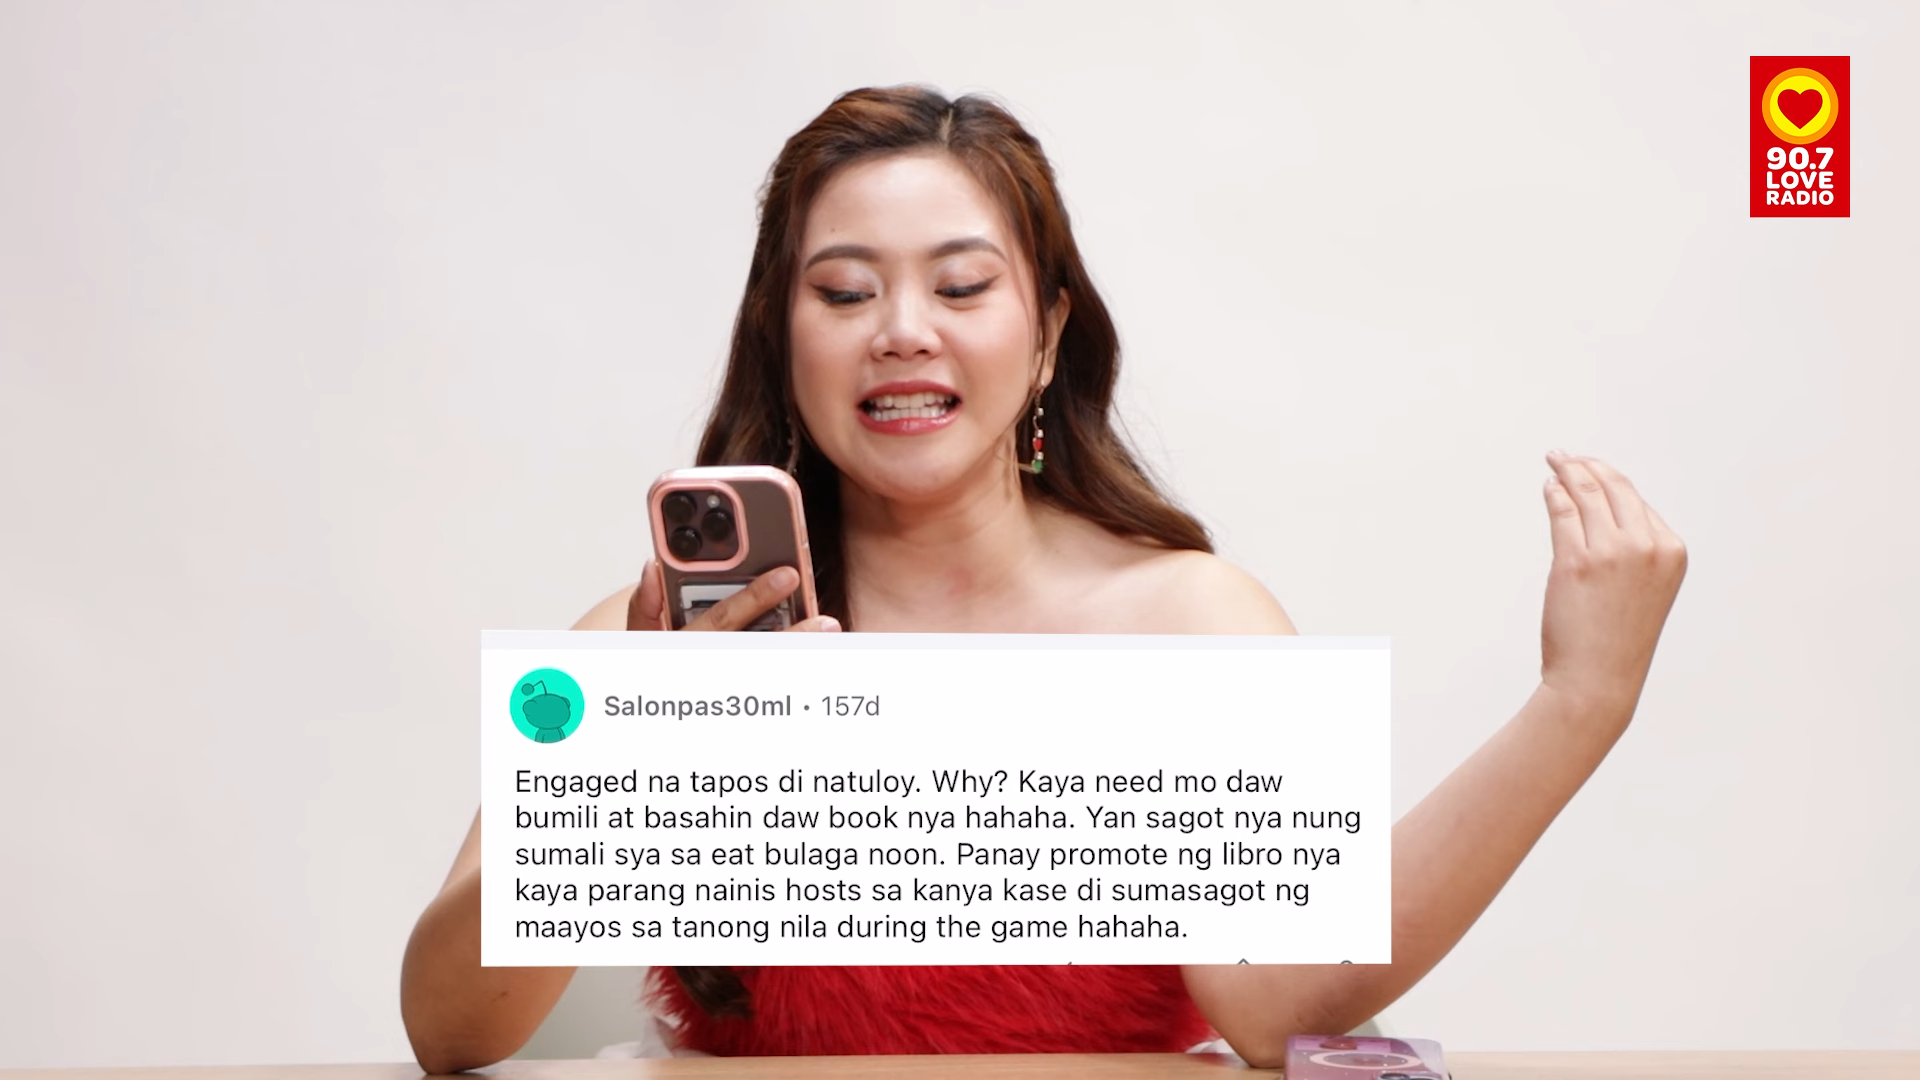 90.7
LOVE
RADIO
Salonpas30ml • 157d
Engaged na tapos di natuloy. Why? Kaya need mo daw
bumili at basahin daw book nya hahaha. Yan sagot nya nung
sumali sya sa eat bulaga noon. Panay promote ng libro nya
kaya parang nainis hosts sa kanya kase di sumasagot ng
maayos sa tanong nila during the game hahaha.